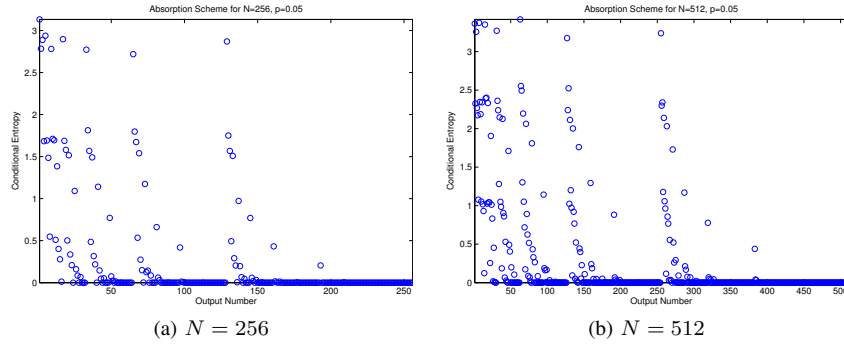 Absorption Scheme for N=256, p=0.05
3
2.5
2
1.5
1
0.5
0
Conditional Entropy
50 100 150 200 250
Output Number
(a) N = 256
Absorption Scheme for N=512, p=0.05
3
2.5
2
1.5
1
0.5
0
Conditional Entropy
50 100 150 200 250 300 350 400 450 500
Output Number
(b) N = 512